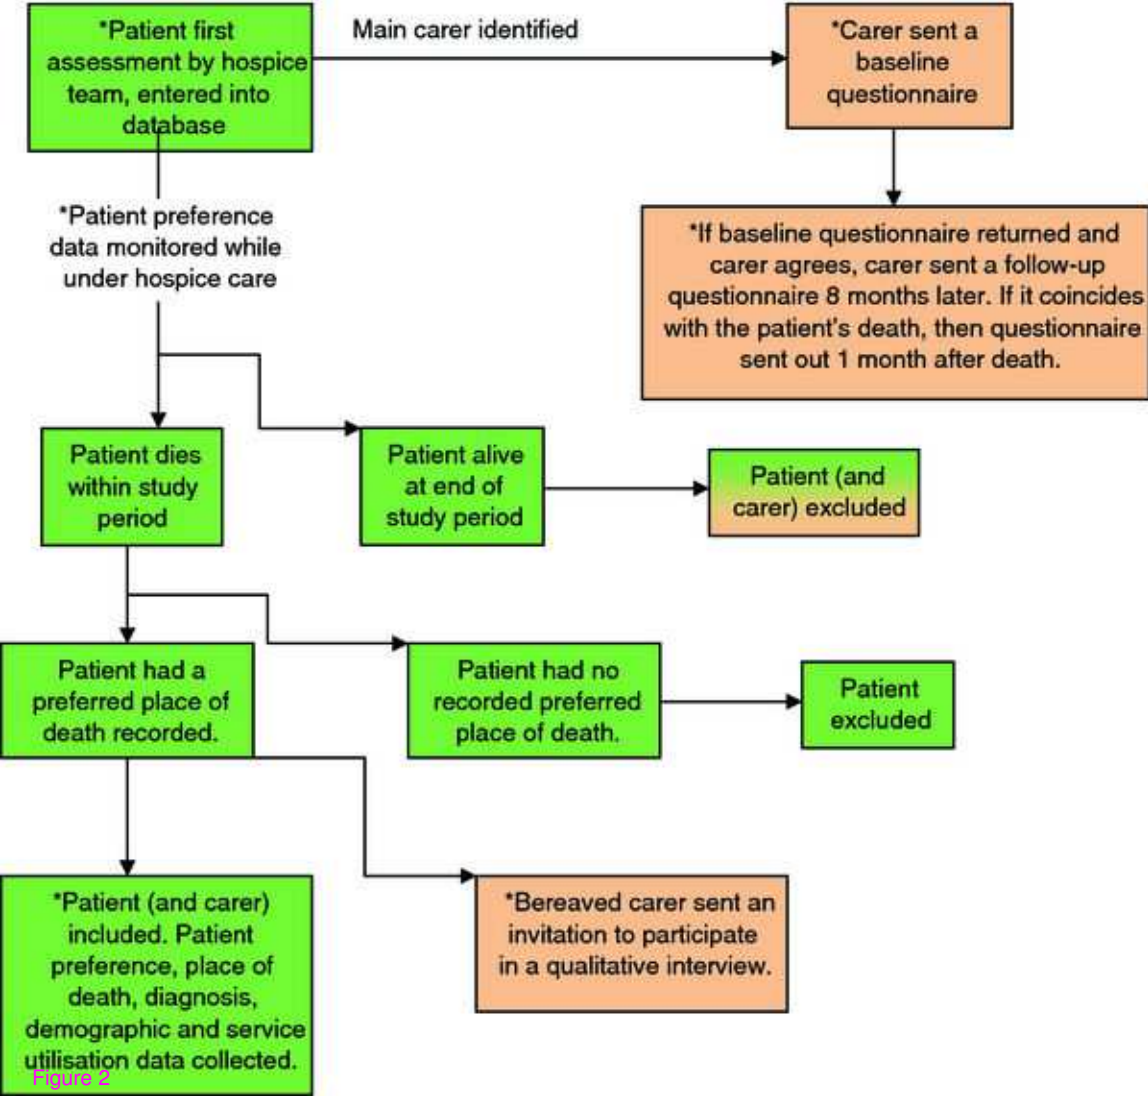 *Patient first
assessment by hospice
team, entered into
database
Main carer identified
*Carer sent a
baseline
questionnaire
*Patient preference
data monitored while
under hospice care
*If baseline questionnaire returned and
carer agrees, carer sent a follow-up
questionnaire 8 months later. If it coincides
with the patient's death, then questionnaire
sent out 1 month after death.
Patient dies
within study
period
Patient alive
at end of
study period
Patient (and
carer) excluded
Patient had a
preferred place of
death recorded.
Patient had no
recorded preferred
place of death.
Patient
excluded
*Patient (and carer)
included. Patient
preference, place of
death, diagnosis,
demographic and service
utilisation data collected.
*Bereaved carer sent an
invitation to participate
in a qualitative interview.
Figure 2